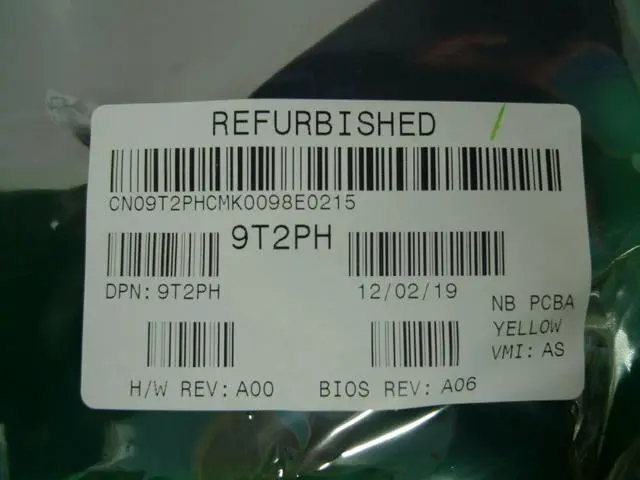 REFURBISHED
CN09T2PHCMK0098E0215
9T2PH
DPN: 9T2PH
12/02/19
NB PCBA
YELLOW
VMI: AS
H/W REV: A00
BIOS REV: A06